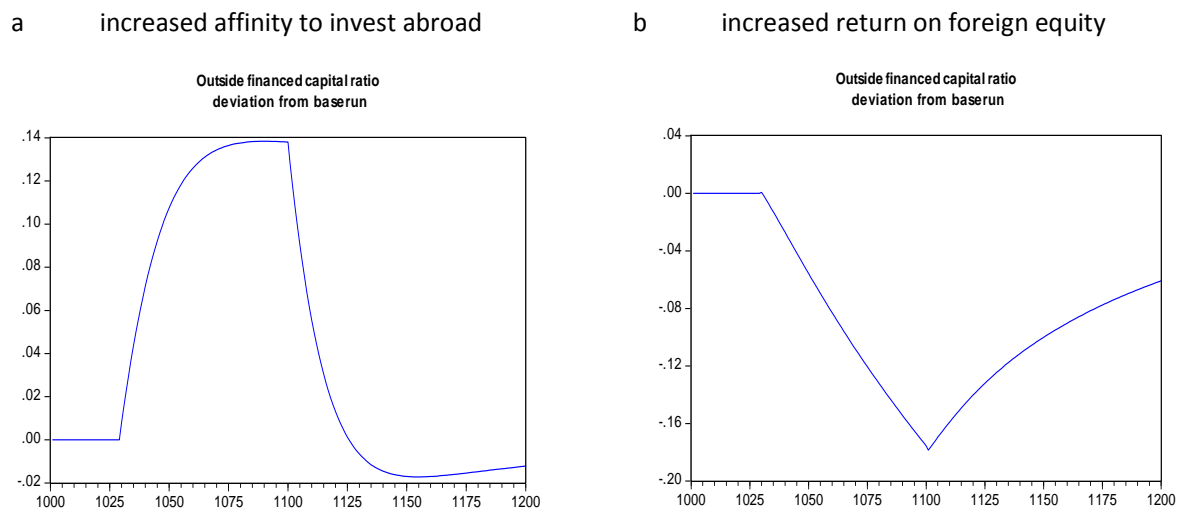 a increased affinity to invest abroad
Outside financed capital ratio
deviation from baserun
.14
.12
.10
.08
.06
.04
.02
.00
-.02
1000 1025 1050 1075 1100 1125 1150 1175 1200
b increased return on foreign equity
Outside financed capital ratio
deviation from baserun
.04
.00
-.04
-.08
-.12
-.16
-.20
1000 1025 1050 1075 1100 1125 1150 1175 1200